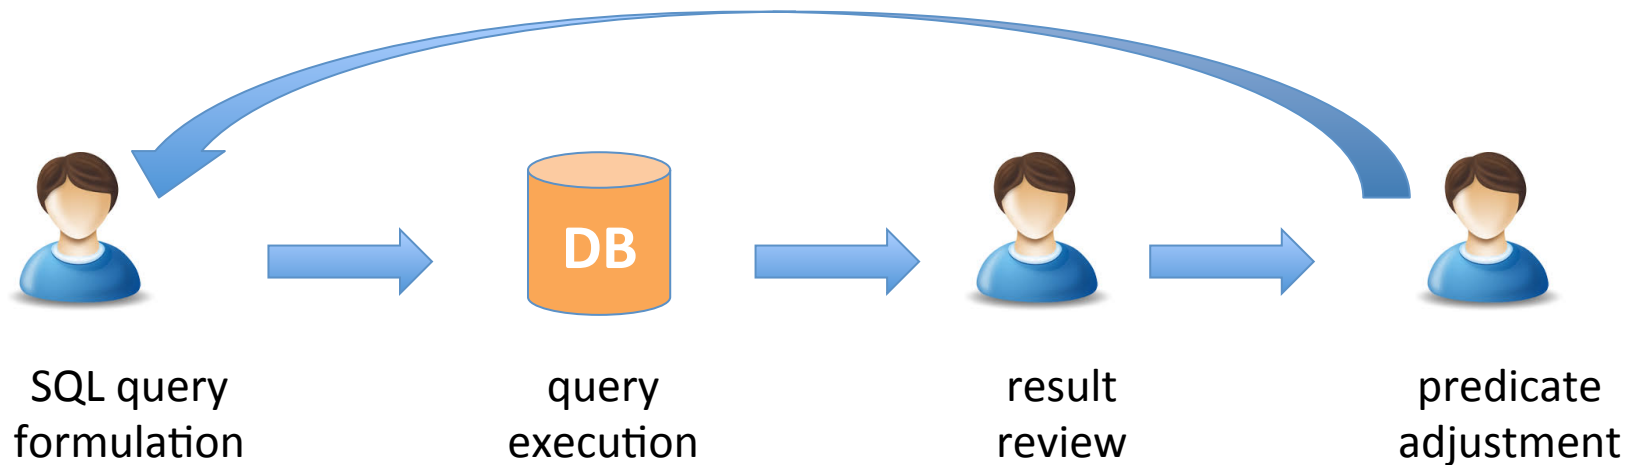 DB
SQL query
formulation
query
execution
result
review
predicate
adjustment